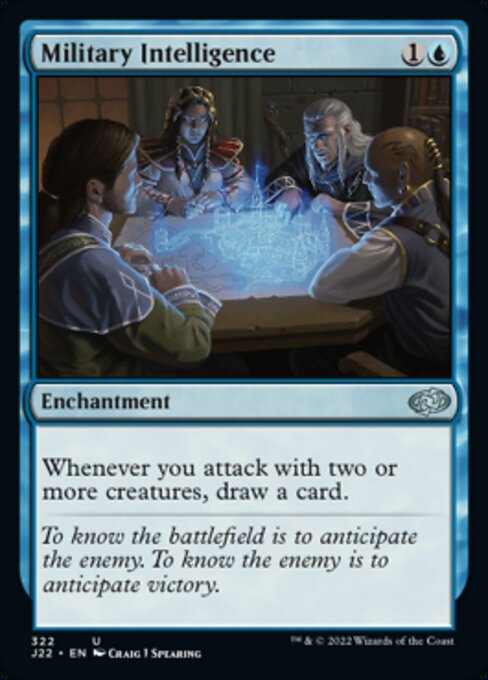 Military Intelligence 1
Enchantment
Whenever you attack with two or
more creatures, draw a card.
To know the battlefield is to anticipate
the enemy. To know the enemy is to
anticipate victory.
322 U
J22 • EN Craig J Spearing
™ & © 2022 Wizards of the Coast